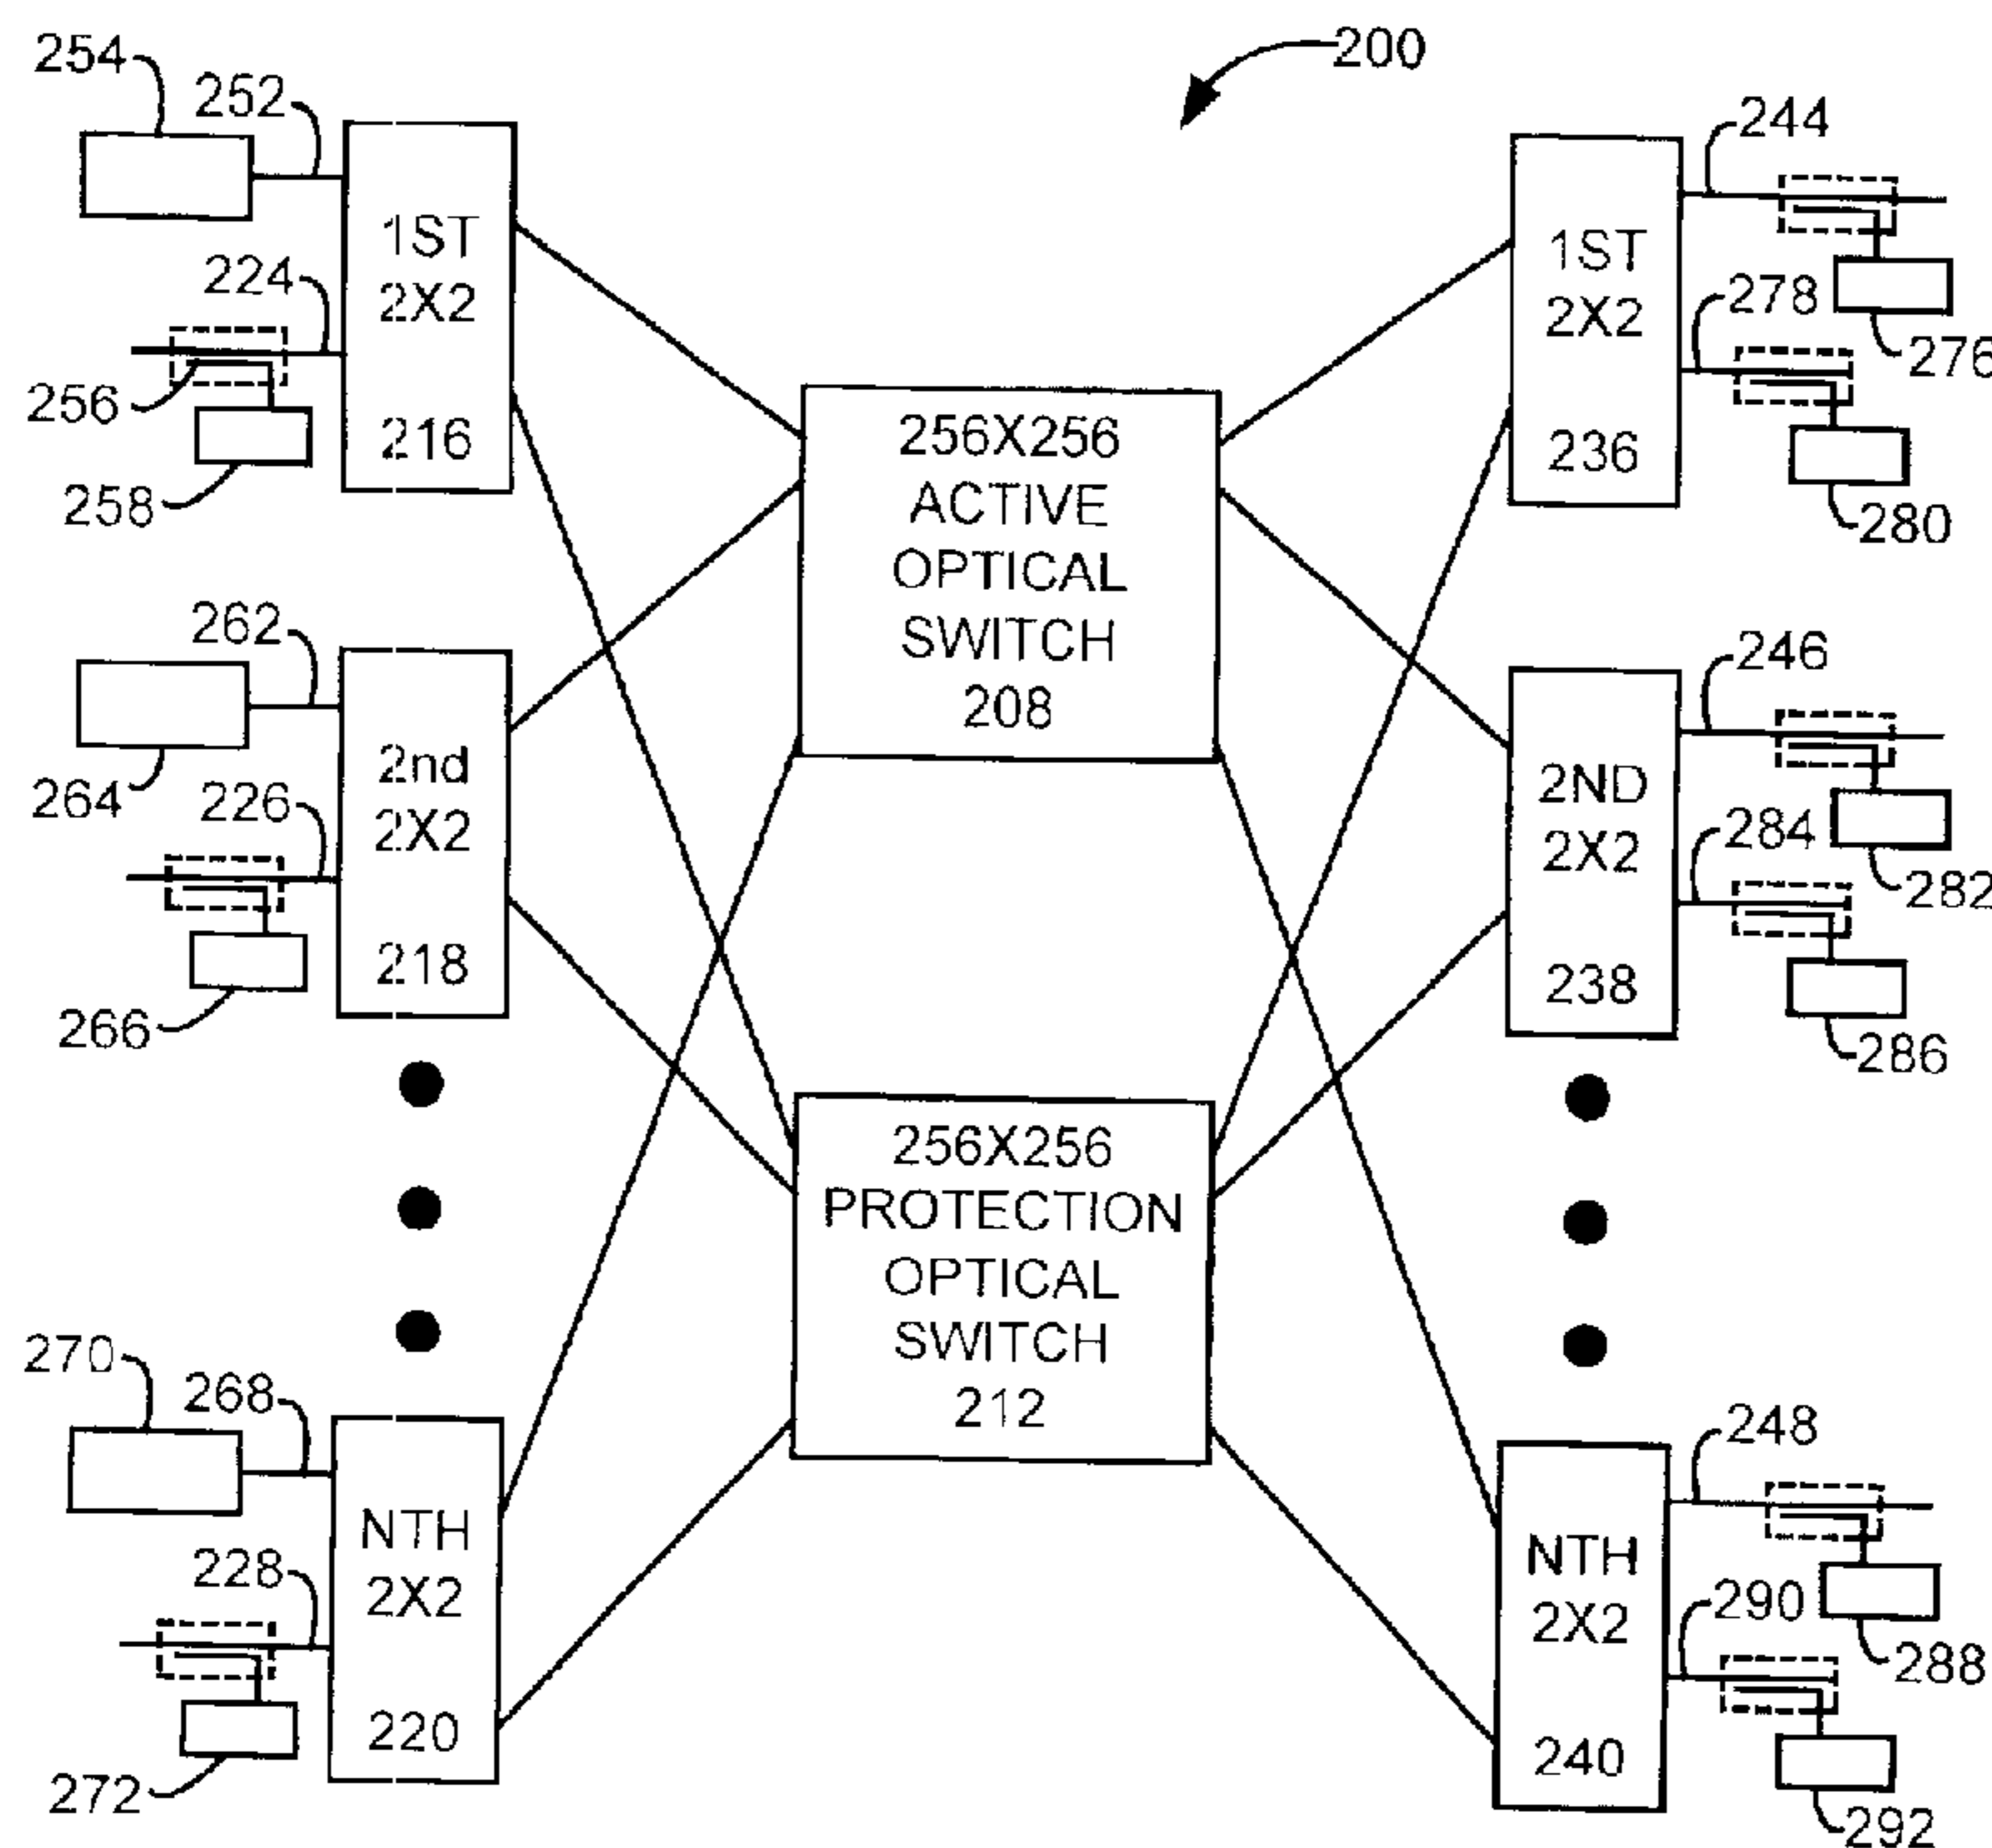 200
254
252
224
256
258
1ST
2X2
216
262
264
226
266
2nd
2X2
218
270
268
228
272
NTH
2X2
220
256X256
ACTIVE
OPTICAL
SWITCH
208
256X256
PROTECTION
OPTICAL
SWITCH
212
1ST
2X2
236
244
276
278
280
2ND
2X2
238
246
282
284
286
NTH
2X2
240
248
288
290
292